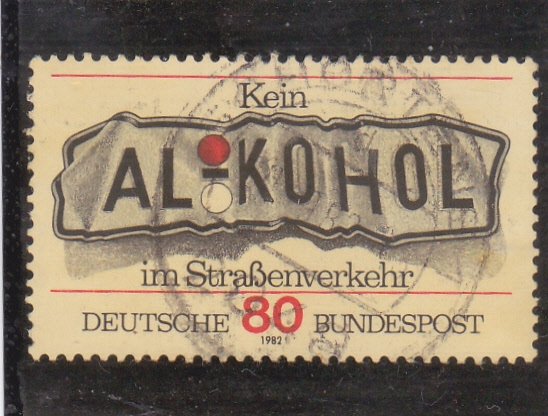 Kein
AL-KOHOL
im Straßenverkehr
DEUTSCHE 80 BUNDESPOST
1982